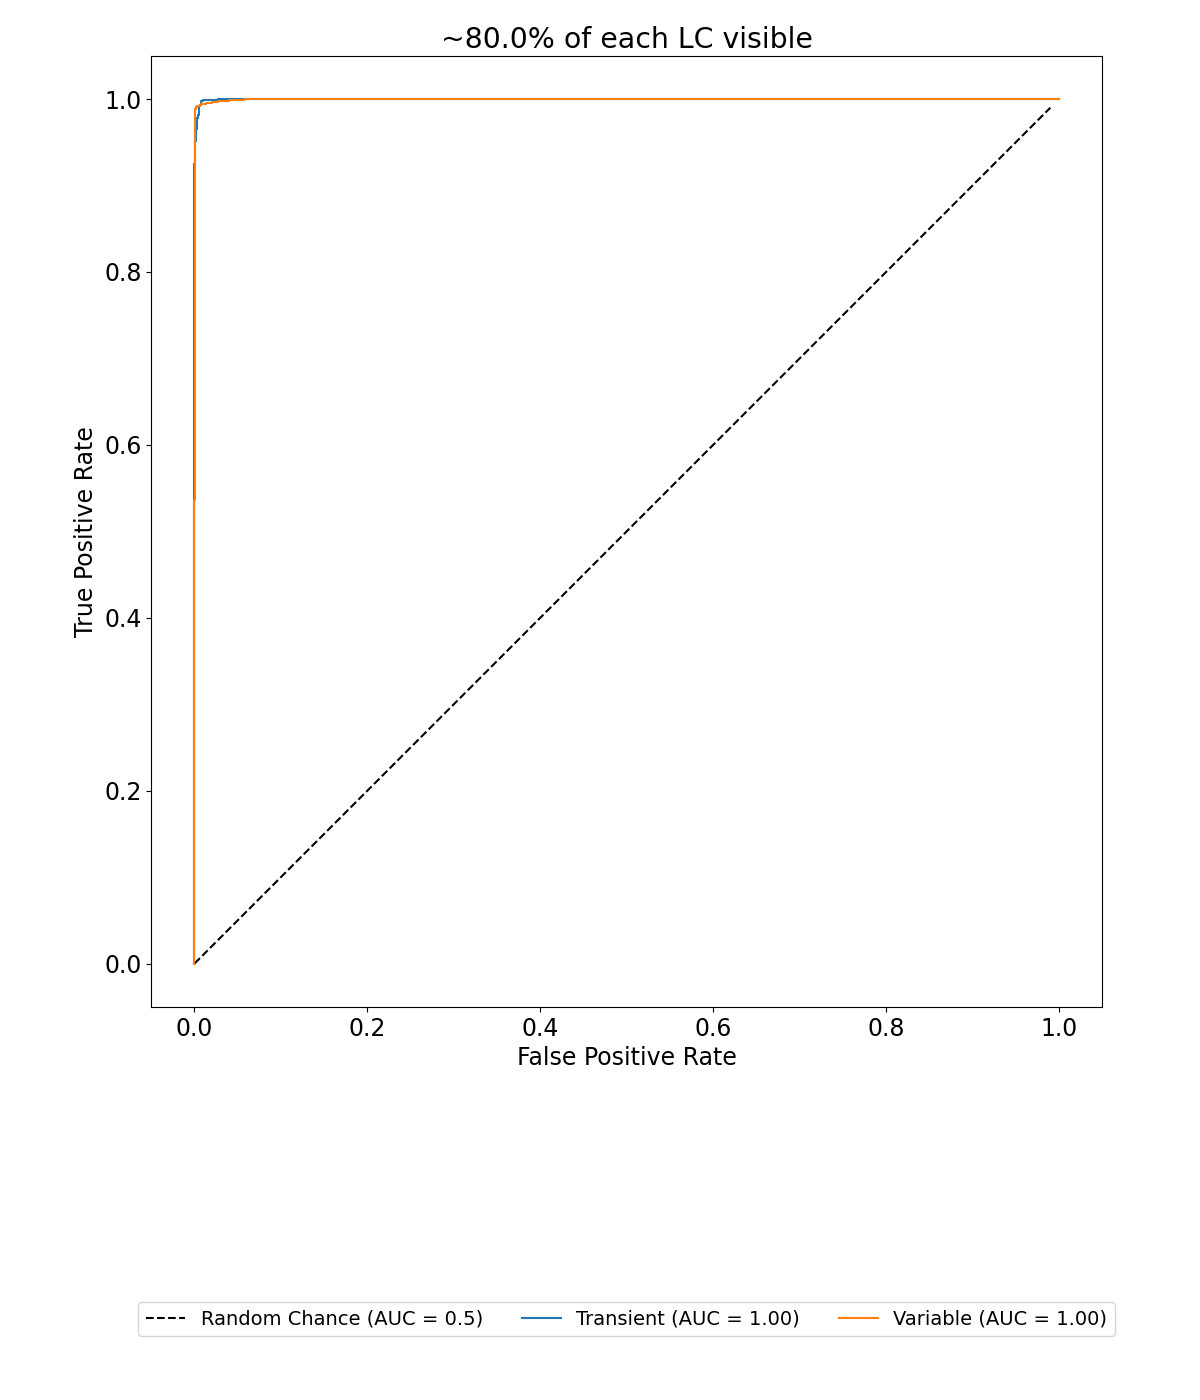 ~80.0% of each LC visible
True Positive Rate
1.0
0.8
0.6
0.4
0.2
0.0
0.0 0.2 0.4 0.6 0.8 1.0
False Positive Rate
Random Chance (AUC = 0.5) Transient (AUC = 1.00) Variable (AUC = 1.00)